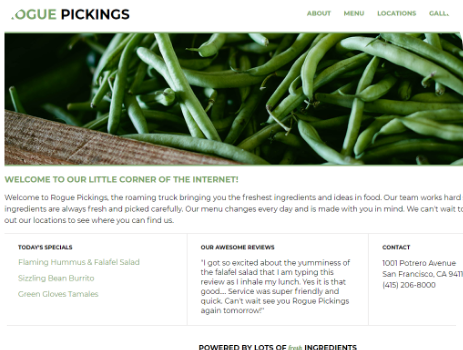 .OGUE PICKINGS
ABOUT MENU LOCATIONS GALL
WELCOME TO OUR LITTLE CORNER OF THE INTERNET!
Welcome to Rogue Pickings, the roaming truck bringing you the freshest ingredients and ideas in food. Our team works hard
ingredients are always fresh and picked carefully. Our menu changes every day and is made with you in mind. We can't wait to
out our locations to see where you can find us.
TODAY'S SPECIALS
Flaming Hummus & Falafel Salad
Sizzling Bean Burrito
Green Gloves Tamales
OUR AWESOME REVIEWS
"I got so excited about the yumminess of
the falafel salad that I am typing this
review as I inhale my lunch. Yes it is that
good.... Service was super friendly and
quick. Can't wait see you Rogue Pickings
again tomorrow!"
CONTACT
1001 Potrero Avenue
San Francisco, CA 9411
(415) 206-8000
POWERED BY LOTS OF fresh INGREDIENTS